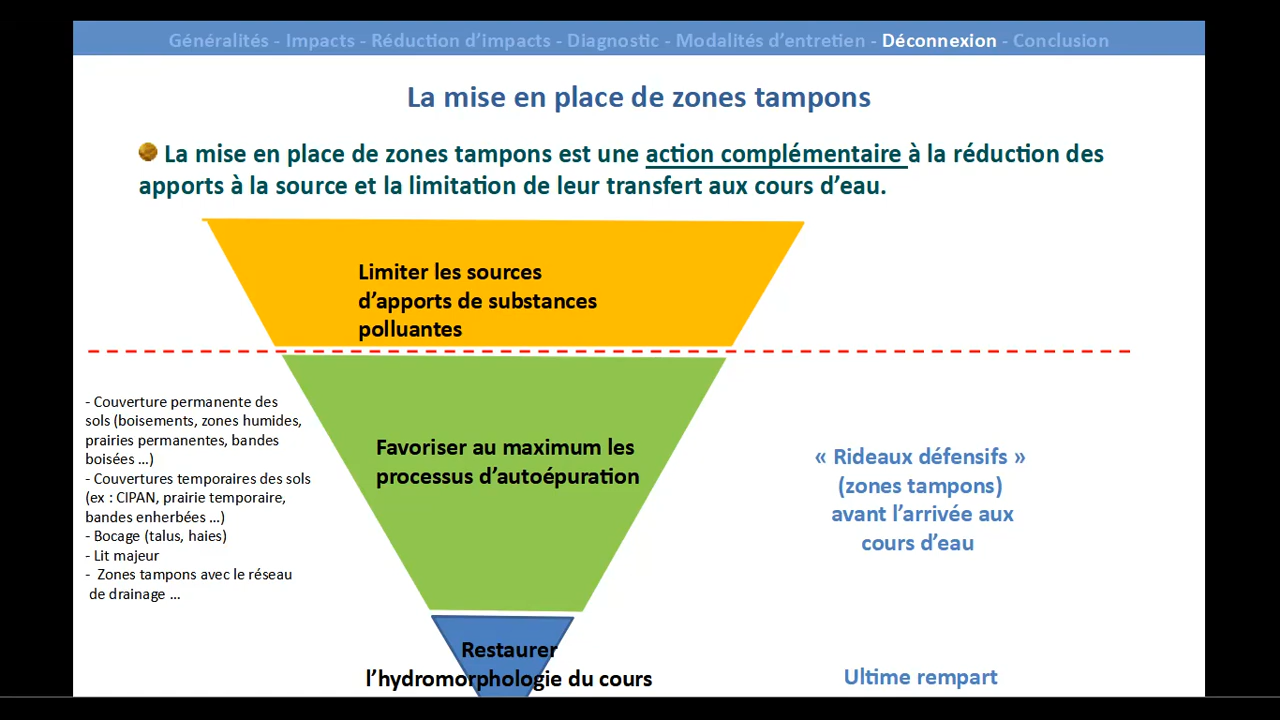 Généralités - Impacts - Réduction d’impacts - Diagnostic - Modalités d’entretien - Déconnexion - Conclusion
La mise en place de zones tampons
La mise en place de zones tampons est une action complémentaire à la réduction des
apports à la source et la limitation de leur transfert aux cours d’eau.
Limiter les sources
d’apports de substances
polluantes
- Couverture permanente des
sols (boisements, zones humides,
prairies permanentes, bandes
boisées ...)
- Couvertures temporaires des sols
(ex : CIPAN, prairie temporaire,
bandes enherbées ...)
- Bocage (talus, haies)
- Lit majeur
- Zones tampons avec le réseau
de drainage ...
Favoriser au maximum les
processus d’autoépuration
« Rideaux défensifs »
(zones tampons)
avant l’arrivée aux
cours d’eau
Restaurer
l’hydromorphologie du cours
Ultime rempart